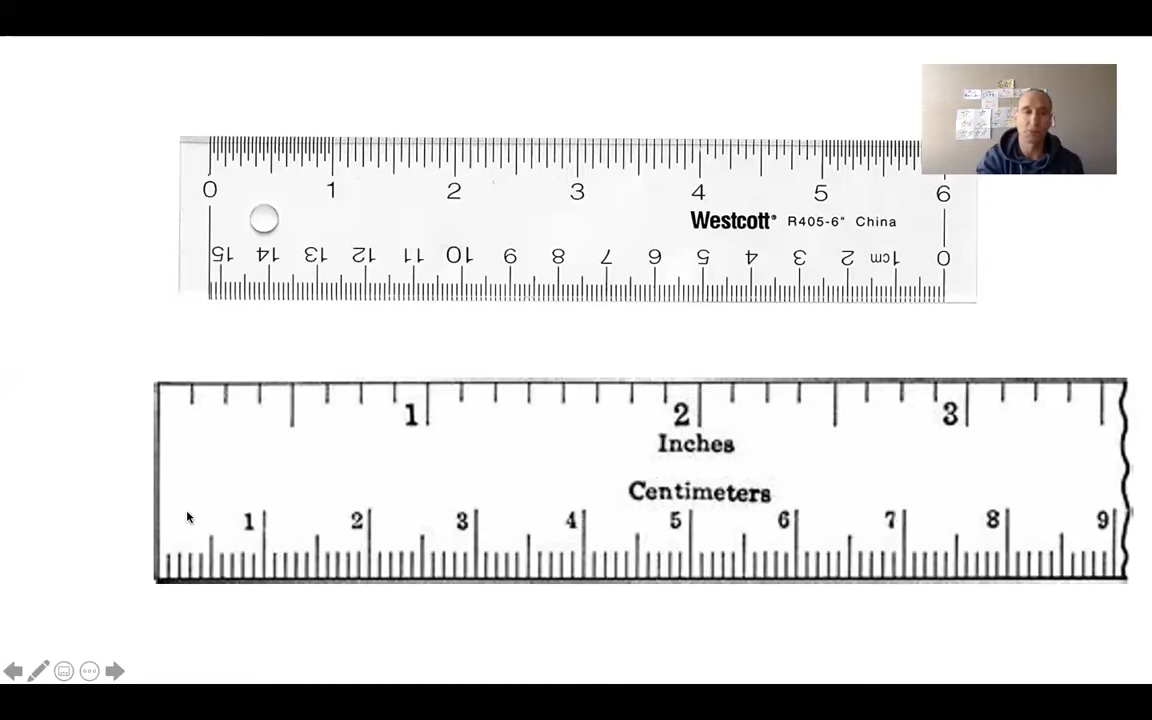 0 1 2 3 4 5 6
Westcott® R405-6" China
15 14 13 12 11 10 9 8 7 6 5 4 3 2 1cm 0
1 2 3
Inches
Centimeters
1 2 3 4 5 6 7 8 9